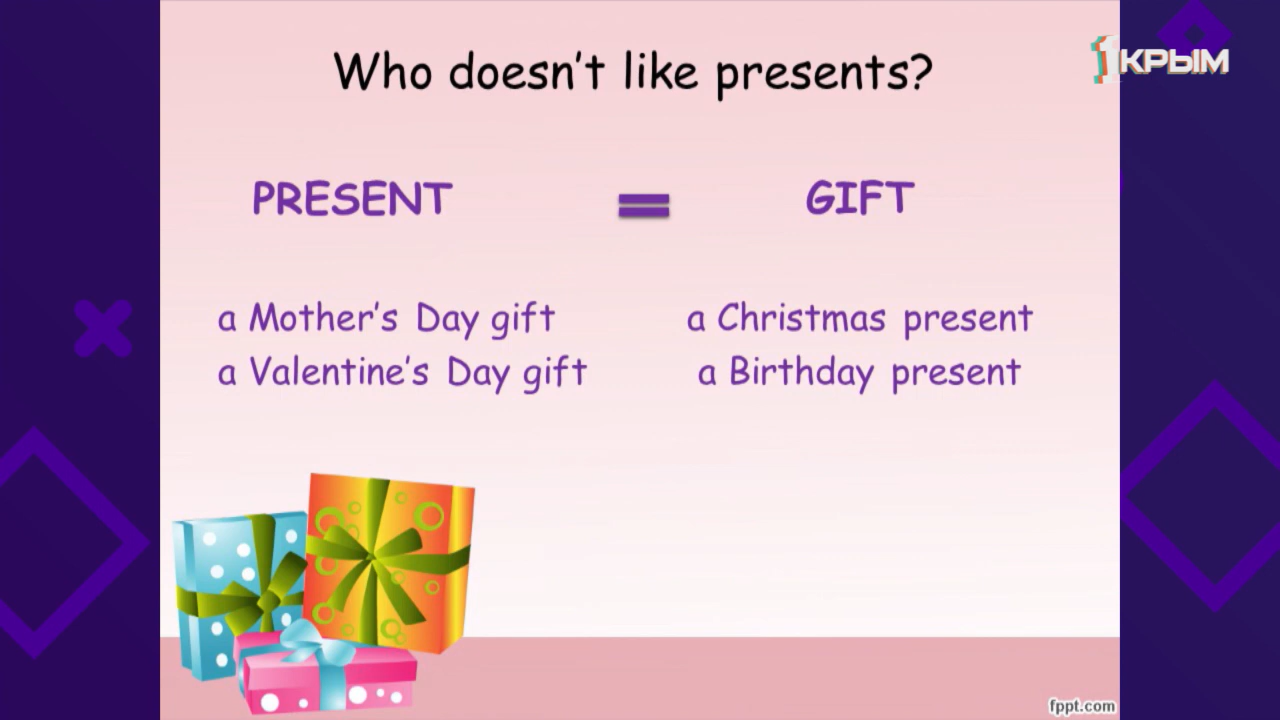 Who doesn't like presents?
1КРЫМ
PRESENT = GIFT
a Mother's Day gift
a Valentine's Day gift
a Christmas present
a Birthday present
fppt.com